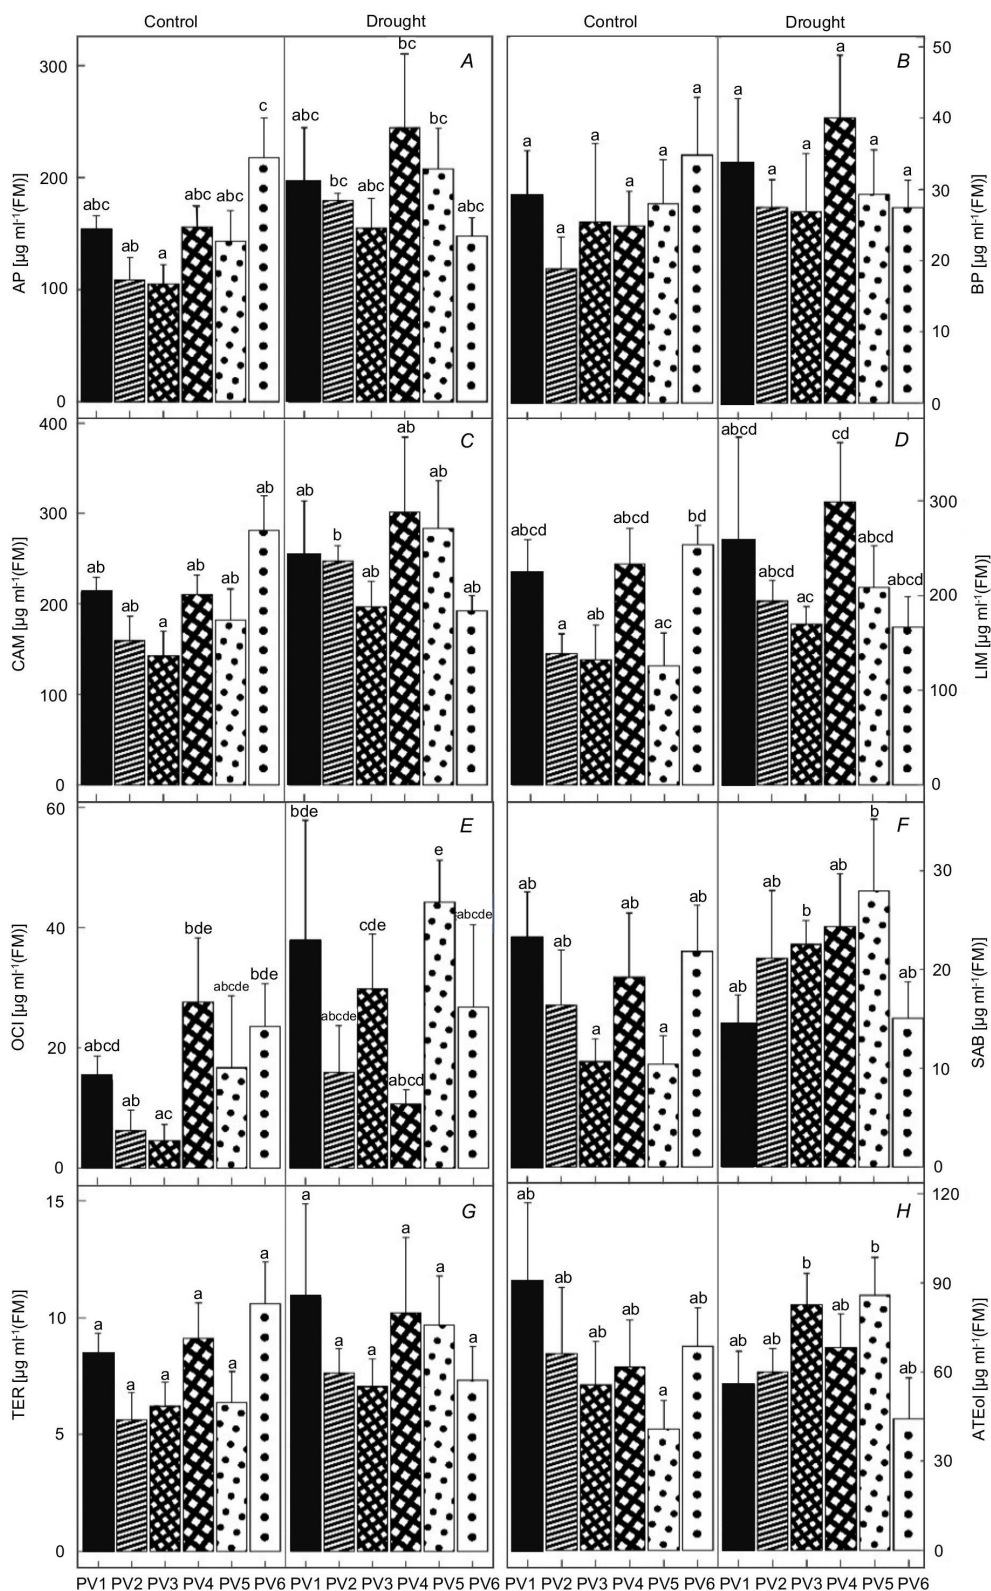 Control Drought Control Drought
A
AP [µg ml-1(FM)]
300
200
100
0
abc ab a abc abc c
abc bc abc bc bc abc
B
BP [µg ml-1(FM)]
50
40
30
20
10
0
a a a a a a
a a a a a a
C
CAM [µg ml-1(FM)]
400
300
200
100
0
ab ab a ab ab ab
ab b ab ab ab ab
D
LIM [µg ml-1(FM)]
300
200
100
0
abcd a ab abcd ac bd
abcd abcd ac cd abcd abcd
E
OCI [µg ml-1(FM)]
60
40
20
0
abcd ab ac bde abcde bde
bde abcde cde abcd e abcde
F
SAB [µg ml-1(FM)]
30
20
10
0
ab ab a ab a ab
ab ab b ab b ab
G
TER [µg ml-1(FM)]
15
10
5
0
a a a a a a
a a a a a a
H
ATEol [µg ml-1(FM)]
120
90
60
30
0
ab ab ab ab a ab
ab ab b ab b ab
PV1 PV2 PV3 PV4 PV5 PV6 PV1 PV2 PV3 PV4 PV5 PV6 PV1 PV2 PV3 PV4 PV5 PV6 PV1 PV2 PV3 PV4 PV5 PV6